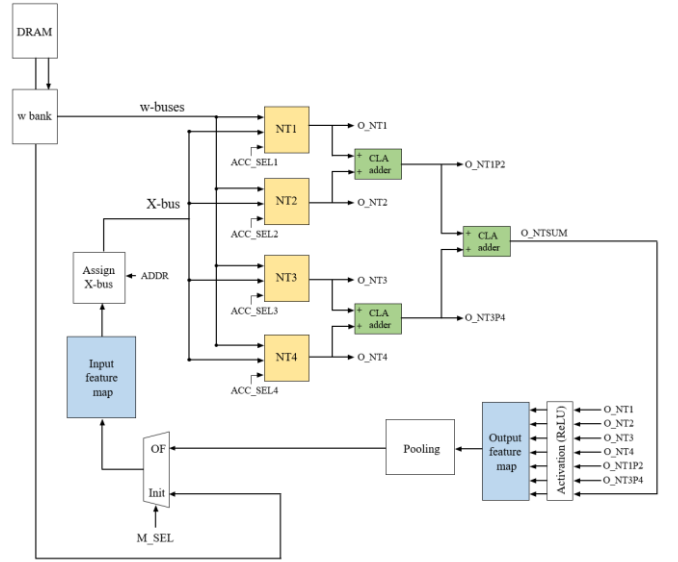 DRAM
w bank
w-buses
X-bus
NT1
ACC_SEL1
O_NT1
+
+
CLA
adder
O_NT1P2
NT2
ACC_SEL2
O_NT2
+
+
CLA
adder
O_NTSUM
Assign
X-bus
ADDR
NT3
ACC_SEL3
O_NT3
+
+
CLA
adder
O_NT3P4
NT4
ACC_SEL4
O_NT4
Input
feature
map
OF
Init
M_SEL
Pooling
Output
feature
map
Activation (ReLU)
O_NT1
O_NT2
O_NT3
O_NT4
O_NT1P2
O_NT3P4